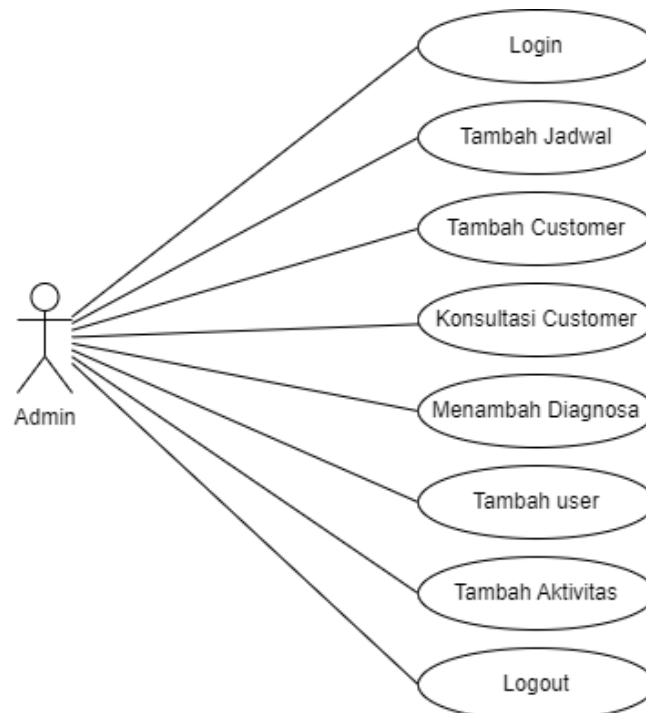 Login
Tambah Jadwal
Tambah Customer
Konsultasi Customer
Menambah Diagnosa
Tambah user
Tambah Aktivitas
Logout
Admin